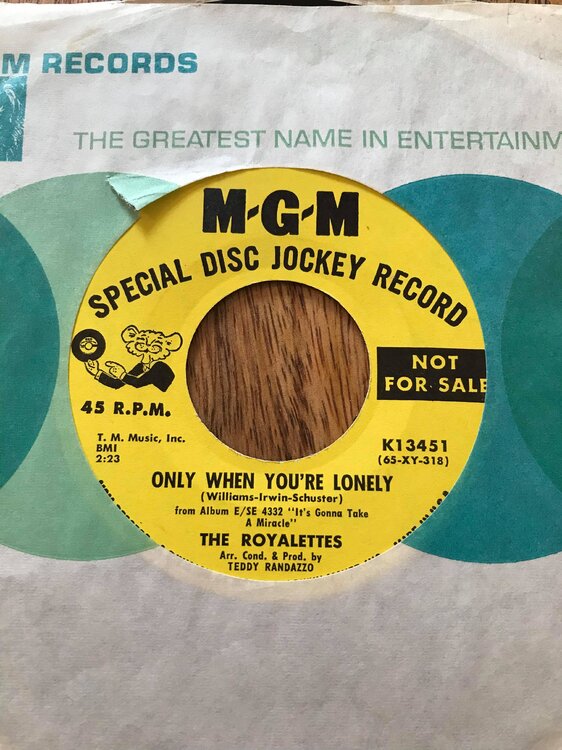 M RECORDS
THE GREATEST NAME IN ENTERTAINM
M-G-M
SPECIAL DISC JOCKEY RECORD
NOT
FOR SALE
45 R.P.M.
T. M. Music, Inc.
BMI
2:23
K13451
(65-XY-318)
ONLY WHEN YOU'RE LONELY
(Williams-Irwin-Schuster)
from Album E/SE 4332 "It's Gonna Take
A Miracle"
THE ROYALETTES
Arr. Cond. & Prod. by
TEDDY RANDAZZO